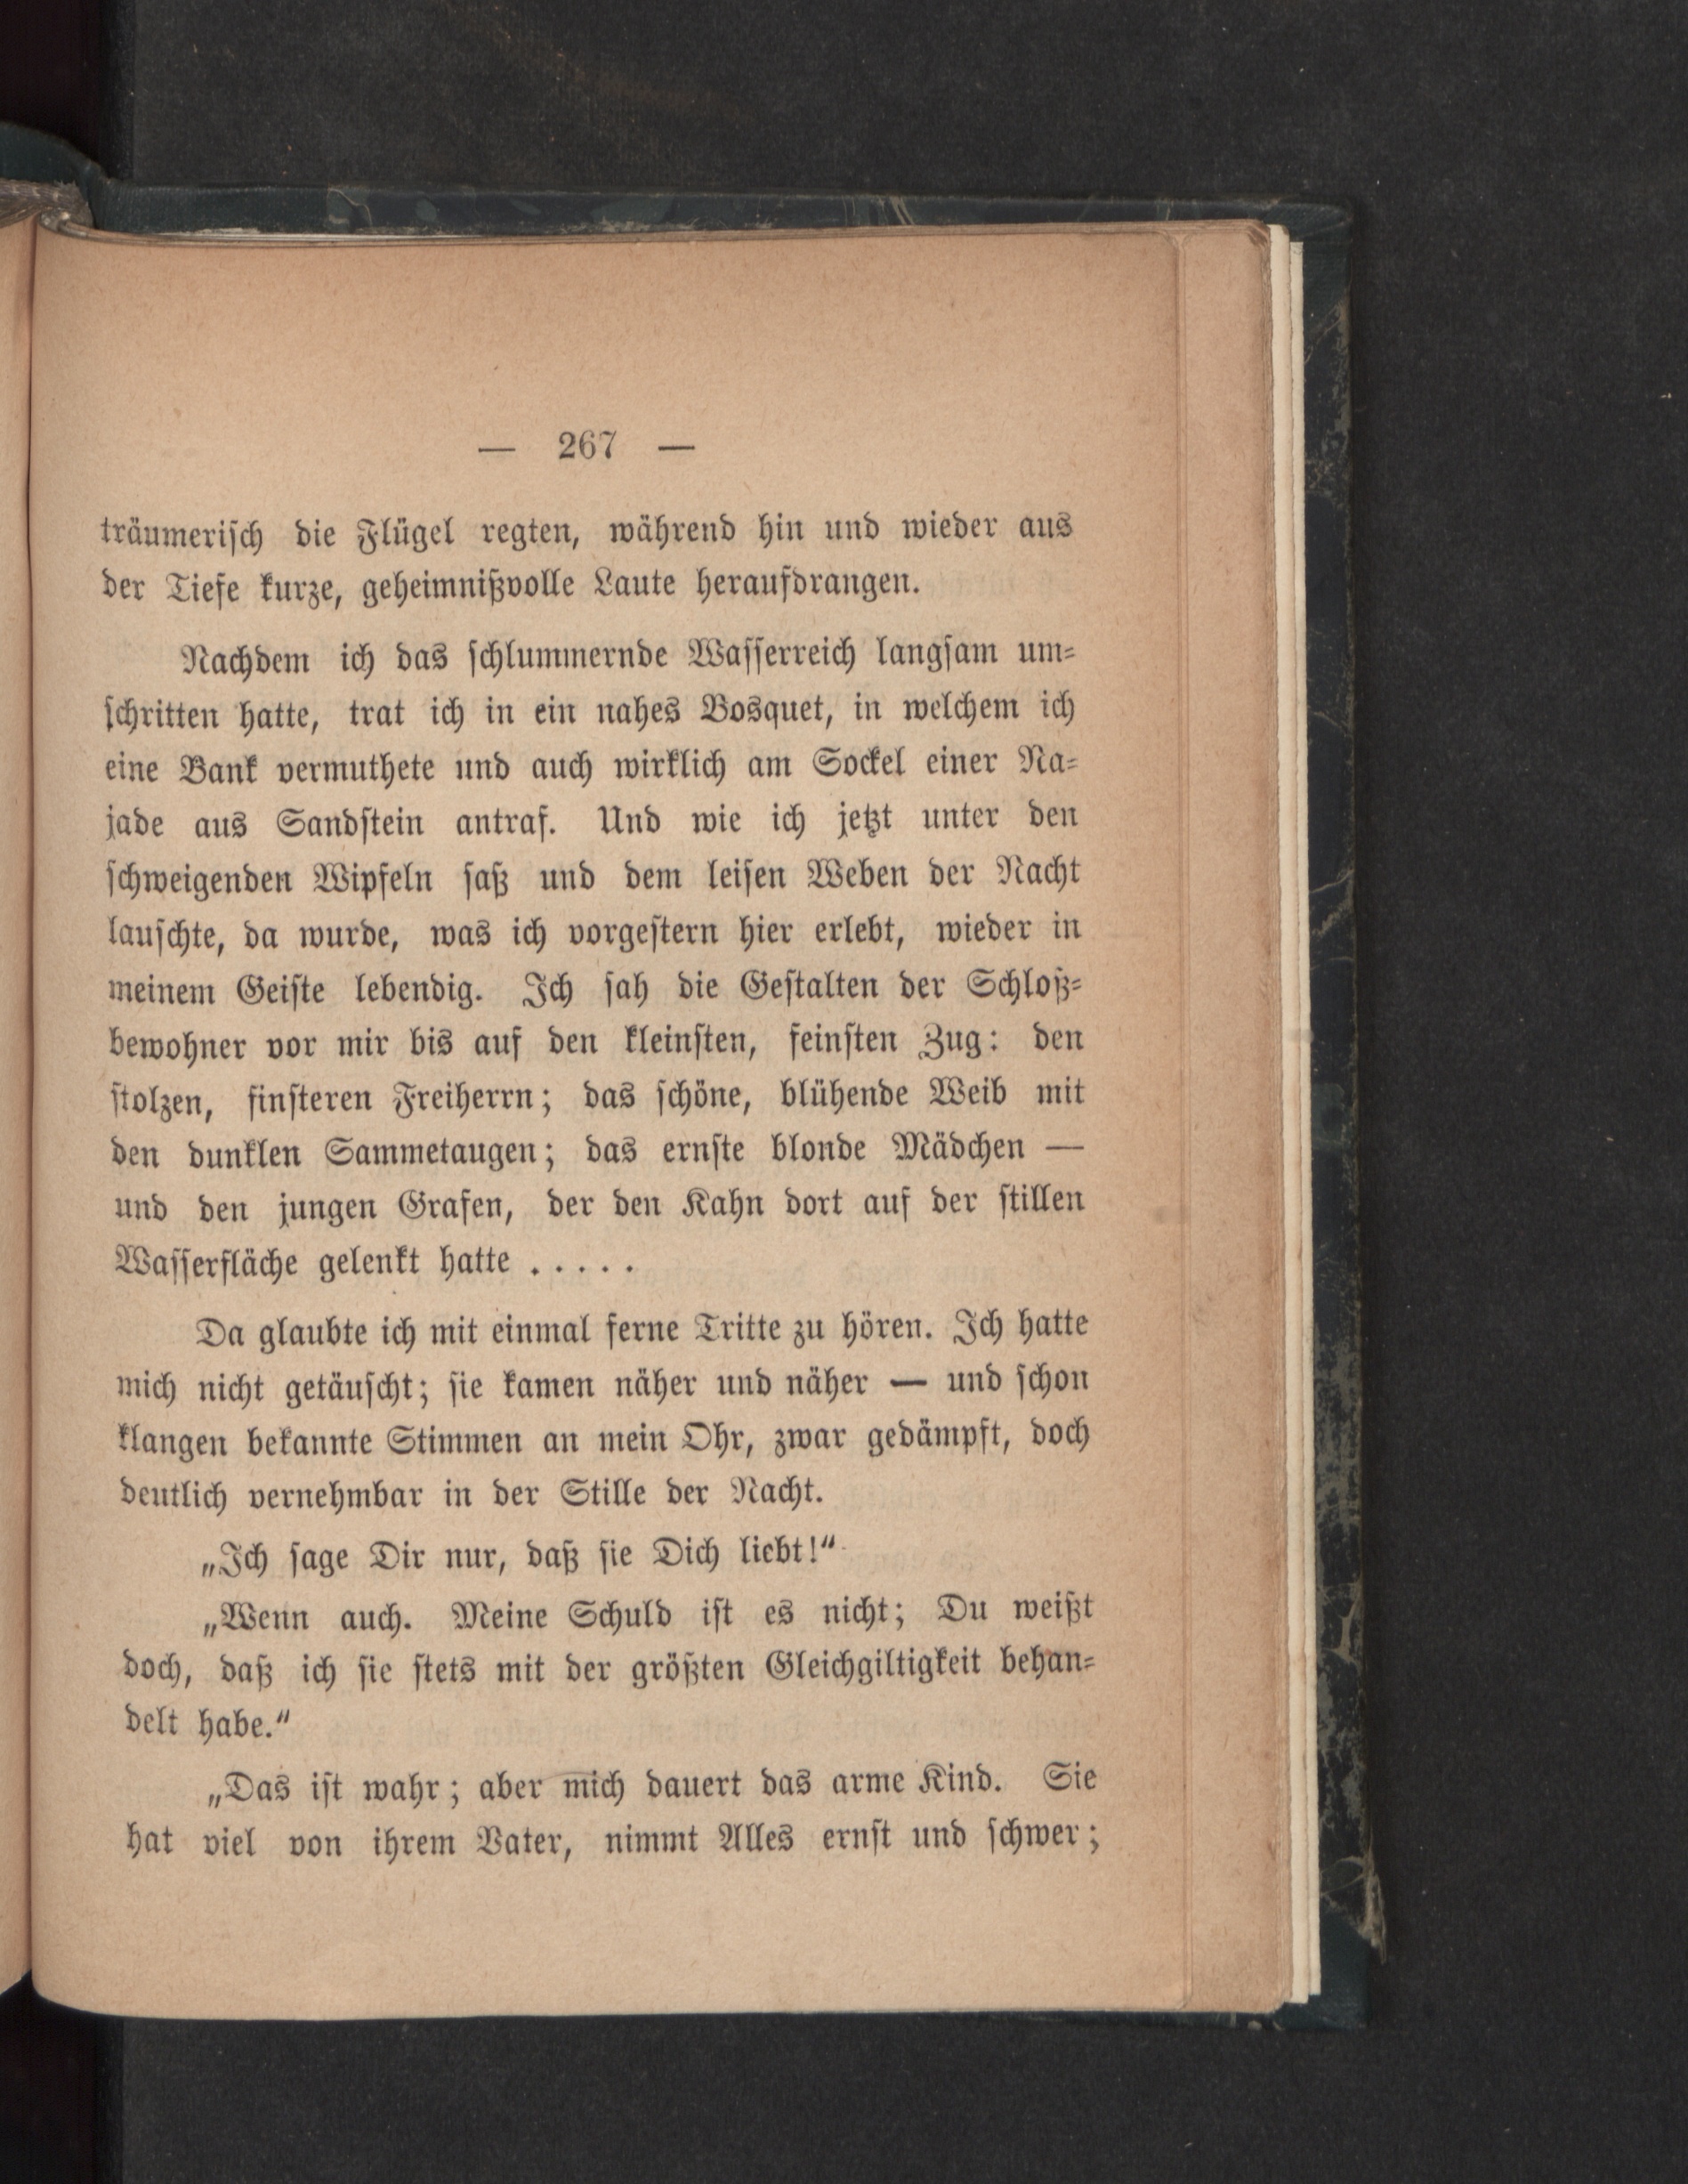 — 267 —
träumerisch die Flügel regten, während hin und wieder aus
der Tiefe kurze, geheimnißvolle Laute heraufdrangen.
Nachdem ich das schlummernde Wasserreich langsam um-
schritten hatte, trat ich in ein nahes Bosquet, in welchem ich
eine Bank vermuthete und auch wirklich am Sockel einer Na-
jade aus Sandstein antraf. Und wie ich jetzt unter den
schweigenden Wipfeln saß und dem leisen Weben der Nacht
lauschte, da wurde, was ich vorgestern hier erlebt, wieder in
meinem Geiste lebendig. Ich sah die Gestalten der Schloß-
bewohner vor mir bis auf den kleinsten, feinsten Zug: den
stolzen, finsteren Freiherrn; das schöne, blühende Weib mit
den dunklen Sammetaugen; das ernste blonde Mädchen —
und den jungen Grafen, der den Kahn dort auf der stillen
Wasserfläche gelenkt hatte . . . . .
Da glaubte ich mit einmal ferne Tritte zu hören. Ich hatte
mich nicht getäuscht; sie kamen näher und näher — und schon
klangen bekannte Stimmen an mein Ohr, zwar gedämpft, doch
deutlich vernehmbar in der Stille der Nacht.
„Ich sage Dir nur, daß sie Dich liebt!“
„Wenn auch. Meine Schuld ist es nicht; Du weißt
doch, daß ich sie stets mit der größten Gleichgiltigkeit behan-
delt habe.“
„Das ist wahr; aber mich dauert das arme Kind. Sie
hat viel von ihrem Vater, nimmt Alles ernst und schwer;